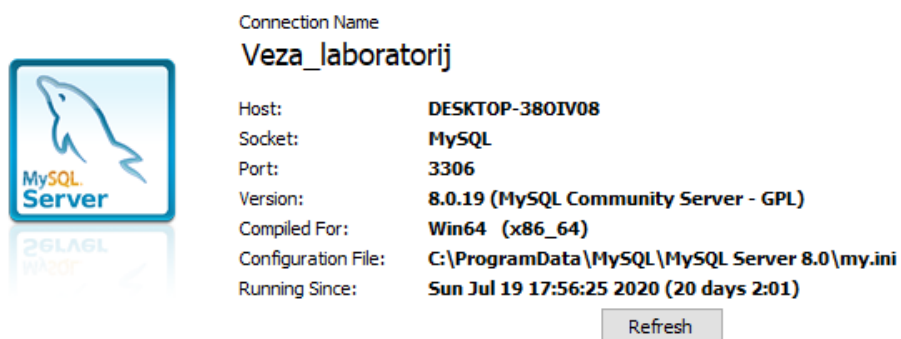 Connection Name
Veza_laboratorij
Host: DESKTOP-38OIV08
Socket: MySQL
Port: 3306
Version: 8.0.19 (MySQL Community Server - GPL)
Compiled For: Win64 (x86_64)
Configuration File: C:\ProgramData\MySQL\MySQL Server 8.0\my.ini
Running Since: Sun Jul 19 17:56:25 2020 (20 days 2:01)
Refresh
MySQL
Server